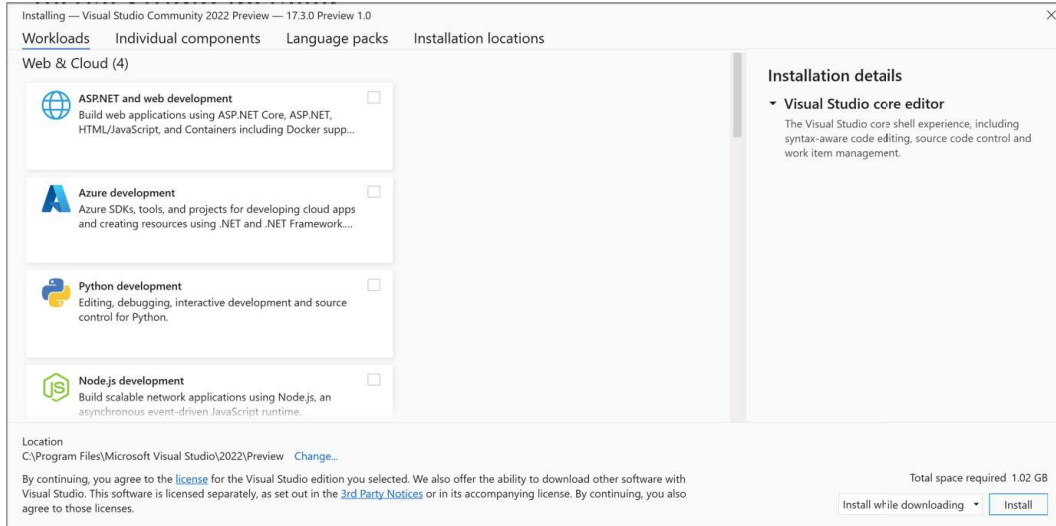 Installing — Visual Studio Community 2022 Preview — 17.3.0 Preview 1.0
Workloads
Individual components
Language packs
Installation locations
Web & Cloud (4)
ASP.NET and web development
Build web applications using ASP.NET Core, ASP.NET,
HTML/JavaScript, and Containers including Docker supp...
Azure development
Azure SDKs, tools, and projects for developing cloud apps
and creating resources using .NET and .NET Framework....
Python development
Editing, debugging, interactive development and source
control for Python.
JS
Node.js development
Build scalable network applications using Node.js, an
asynchronous event-driven JavaScript runtime.
Installation details
Visual Studio core editor
The Visual Studio core shell experience, including
syntax-aware code editing, source code control and
work item management.
Location
C:\Program Files\Microsoft Visual Studio\2022\Preview Change...
By continuing, you agree to the license for the Visual Studio edition you selected. We also offer the ability to download other software with
Visual Studio. This software is licensed separately, as set out in the 3rd Party Notices or in its accompanying license. By continuing, you also
agree to those licenses.
Total space required 1.02 GB
Install while downloading
Install